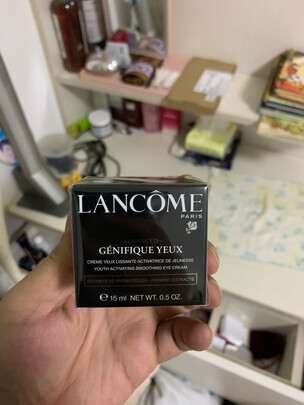 LANCÔME
PARIS
ADVANCED
GÉNIFIQUE YEUX
CRÈME YEUX LISSANTE ACTIVATRICE DE JEUNESSE
YOUTH ACTIVATING SMOOTHING EYE CREAM
℮ 15 ml NET WT. 0.5 OZ.